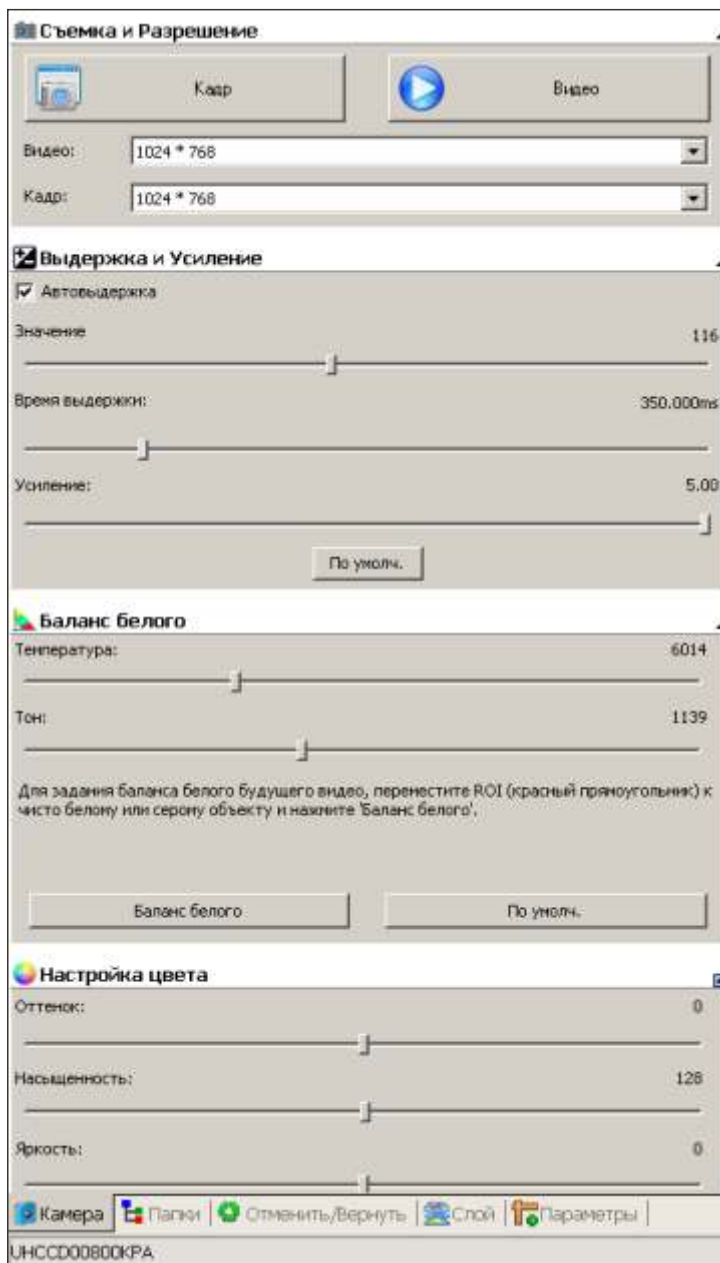 Съемка и Разрешение
Кадр
Видео
Видео: 1024 * 768
Кадр: 1024 * 768
Выдержка и Усиление
Автовыдержка
Значение 116
Время выдержки: 350.000ms
Усиление: 5.00
По умолч.
Баланс белого
Температура: 6014
Тон: 1139
Для задания баланса белого будущего видео, переместите ROI (красный прямоугольник) к
чисто белому или серому объекту и нажмите 'Баланс белого'.
Баланс белого
По умолч.
Настройка цвета
Оттенок: 0
Насыщенность: 128
Яркость: 0
Камера Папки Отменить/Вернуть Слой Параметры
UHCCD00800KPA